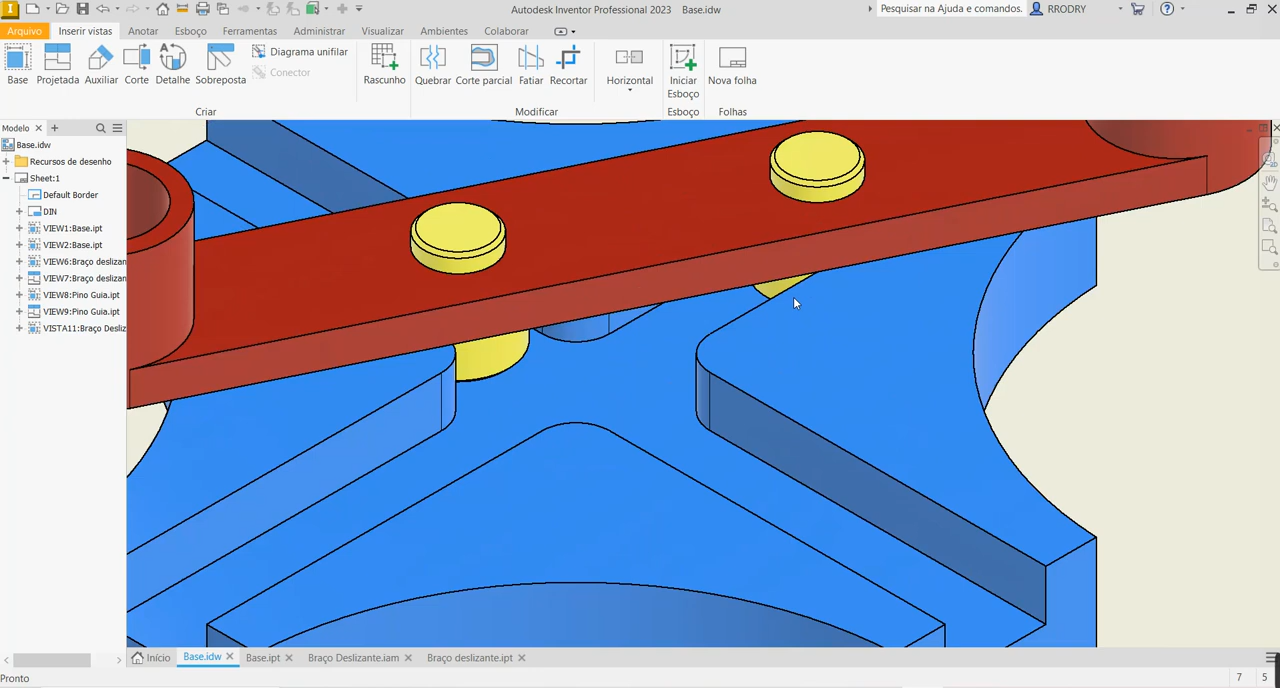 Autodesk Inventor Professional 2023 Base.idw
Pesquisar na Ajuda e comandos.
RRODRY
Arquivo Inserir vistas Anotar Esboço Ferramentas Administrar Visualizar Ambientes Colaborar
Base
Projetada
Auxiliar
Corte
Detalhe
Sobreposta
Diagrama unifilar
Conector
Rascunho
Quebrar
Corte parcial
Fatiar
Recortar
Horizontal
Iniciar
Esboço
Nova folha
Criar
Modificar
Esboço
Folhas
Modelo
Base.idw
Recursos de desenho
Sheet:1
Default Border
DIN
VIEW1:Base.ipt
VIEW2:Base.ipt
VIEW6:Braço deslizan
VIEW7:Braço deslizan
VIEW8:Pino Guia.ipt
VIEW9:Pino Guia.ipt
VISTA11:Braço Desliz
Início Base.idw Base.ipt Braço Deslizante.iam Braço deslizante.ipt
Pronto
7 5